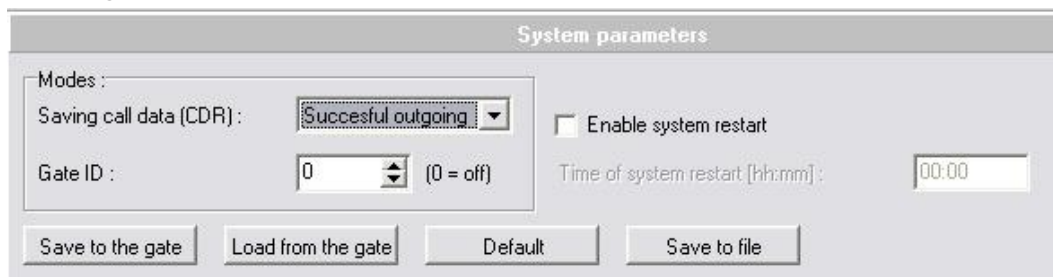 System parameters
Modes :
Saving call data (CDR) : Succesful outgoing
Enable system restart
Gate ID : 0 (0 = off) Time of system restart [hh:mm] : 00:00
Save to the gate Load from the gate Default Save to file